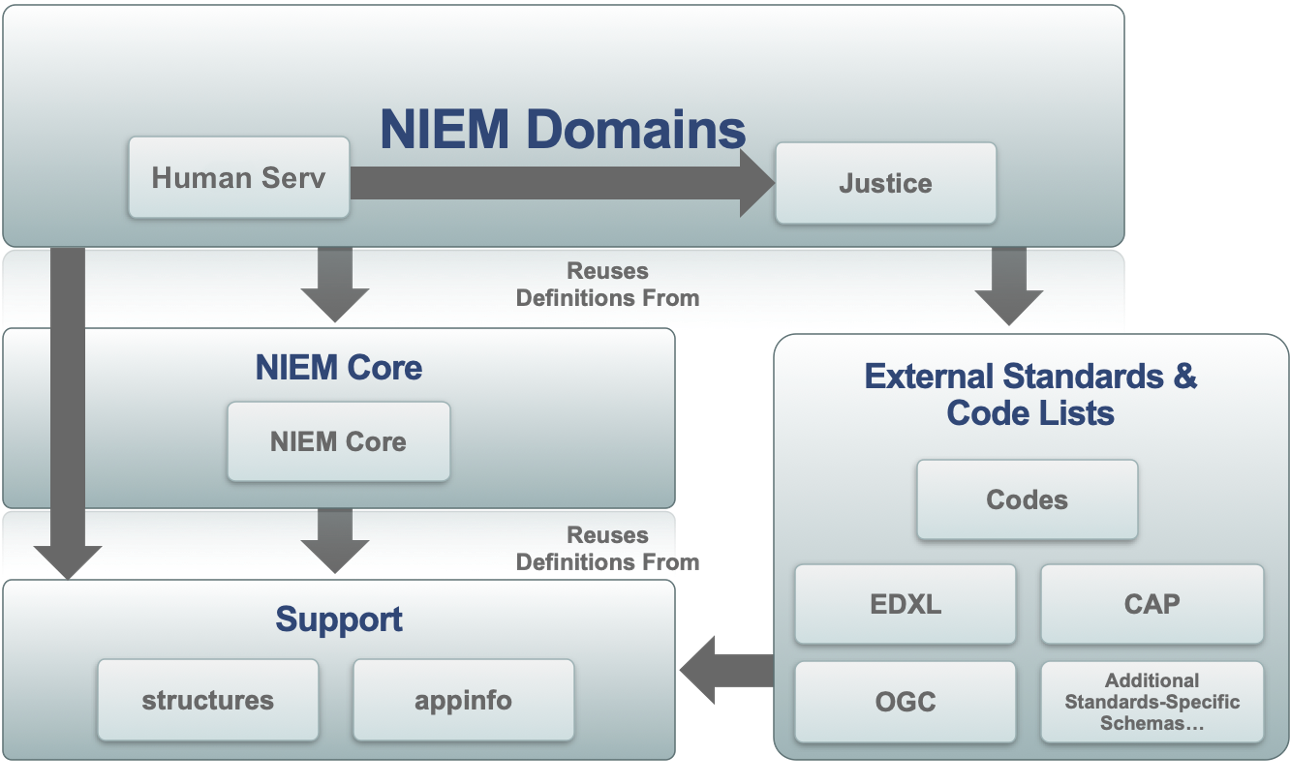 NIEM Domains
Human Serv
Justice
Reuses
Definitions From
NIEM Core
NIEM Core
External Standards &
Code Lists
Codes
Reuses
Definitions From
EDXL
CAP
Support
structures
appinfo
OGC
Additional
Standards-Specific
Schemas...